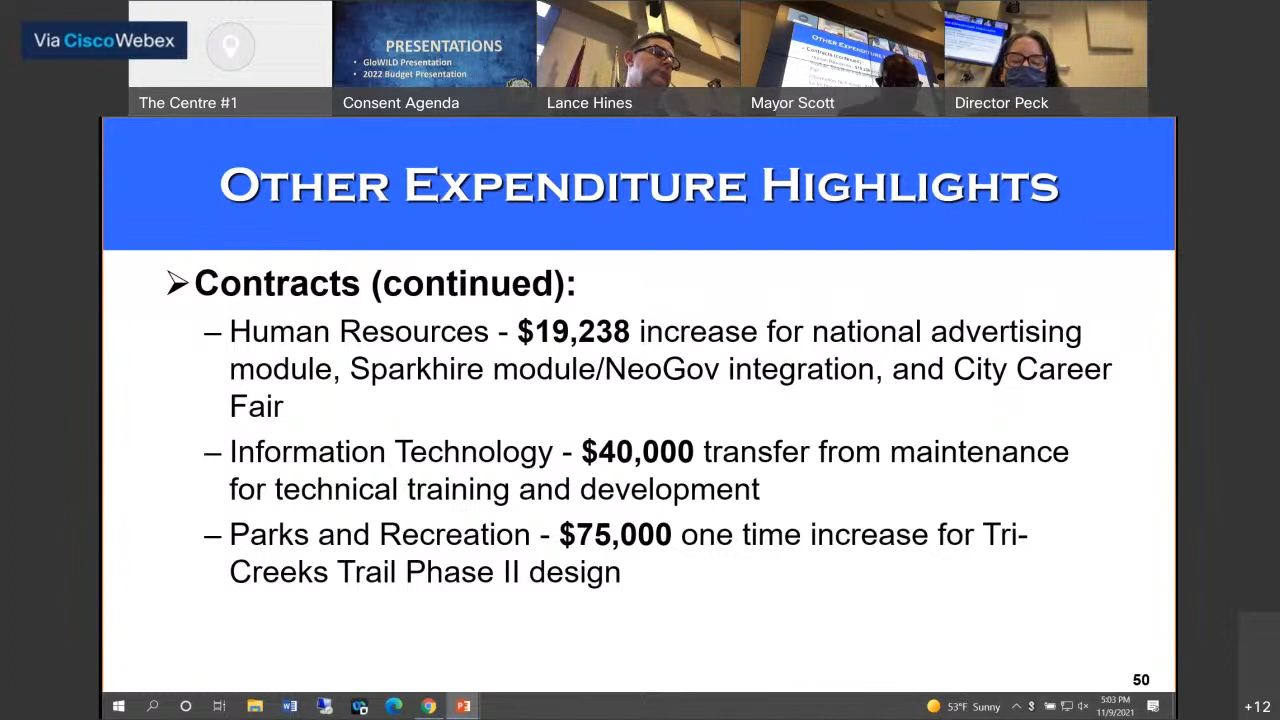 Via CiscoWebex
PRESENTATIONS
• GloWILD Presentation
• 2022 Budget Presentation
OTHER EXPENDITU
Contracts (continued)
The Centre #1
Consent Agenda
Lance Hines
Mayor Scott
Director Peck
OTHER EXPENDITURE HIGHLIGHTS
➢ Contracts (continued):
– Human Resources - $19,238 increase for national advertising
module, Sparkhire module/NeoGov integration, and City Career
Fair
– Information Technology - $40,000 transfer from maintenance
for technical training and development
– Parks and Recreation - $75,000 one time increase for Tri-
Creeks Trail Phase II design
50
53°F Sunny
5:03 PM
11/9/2021
+12